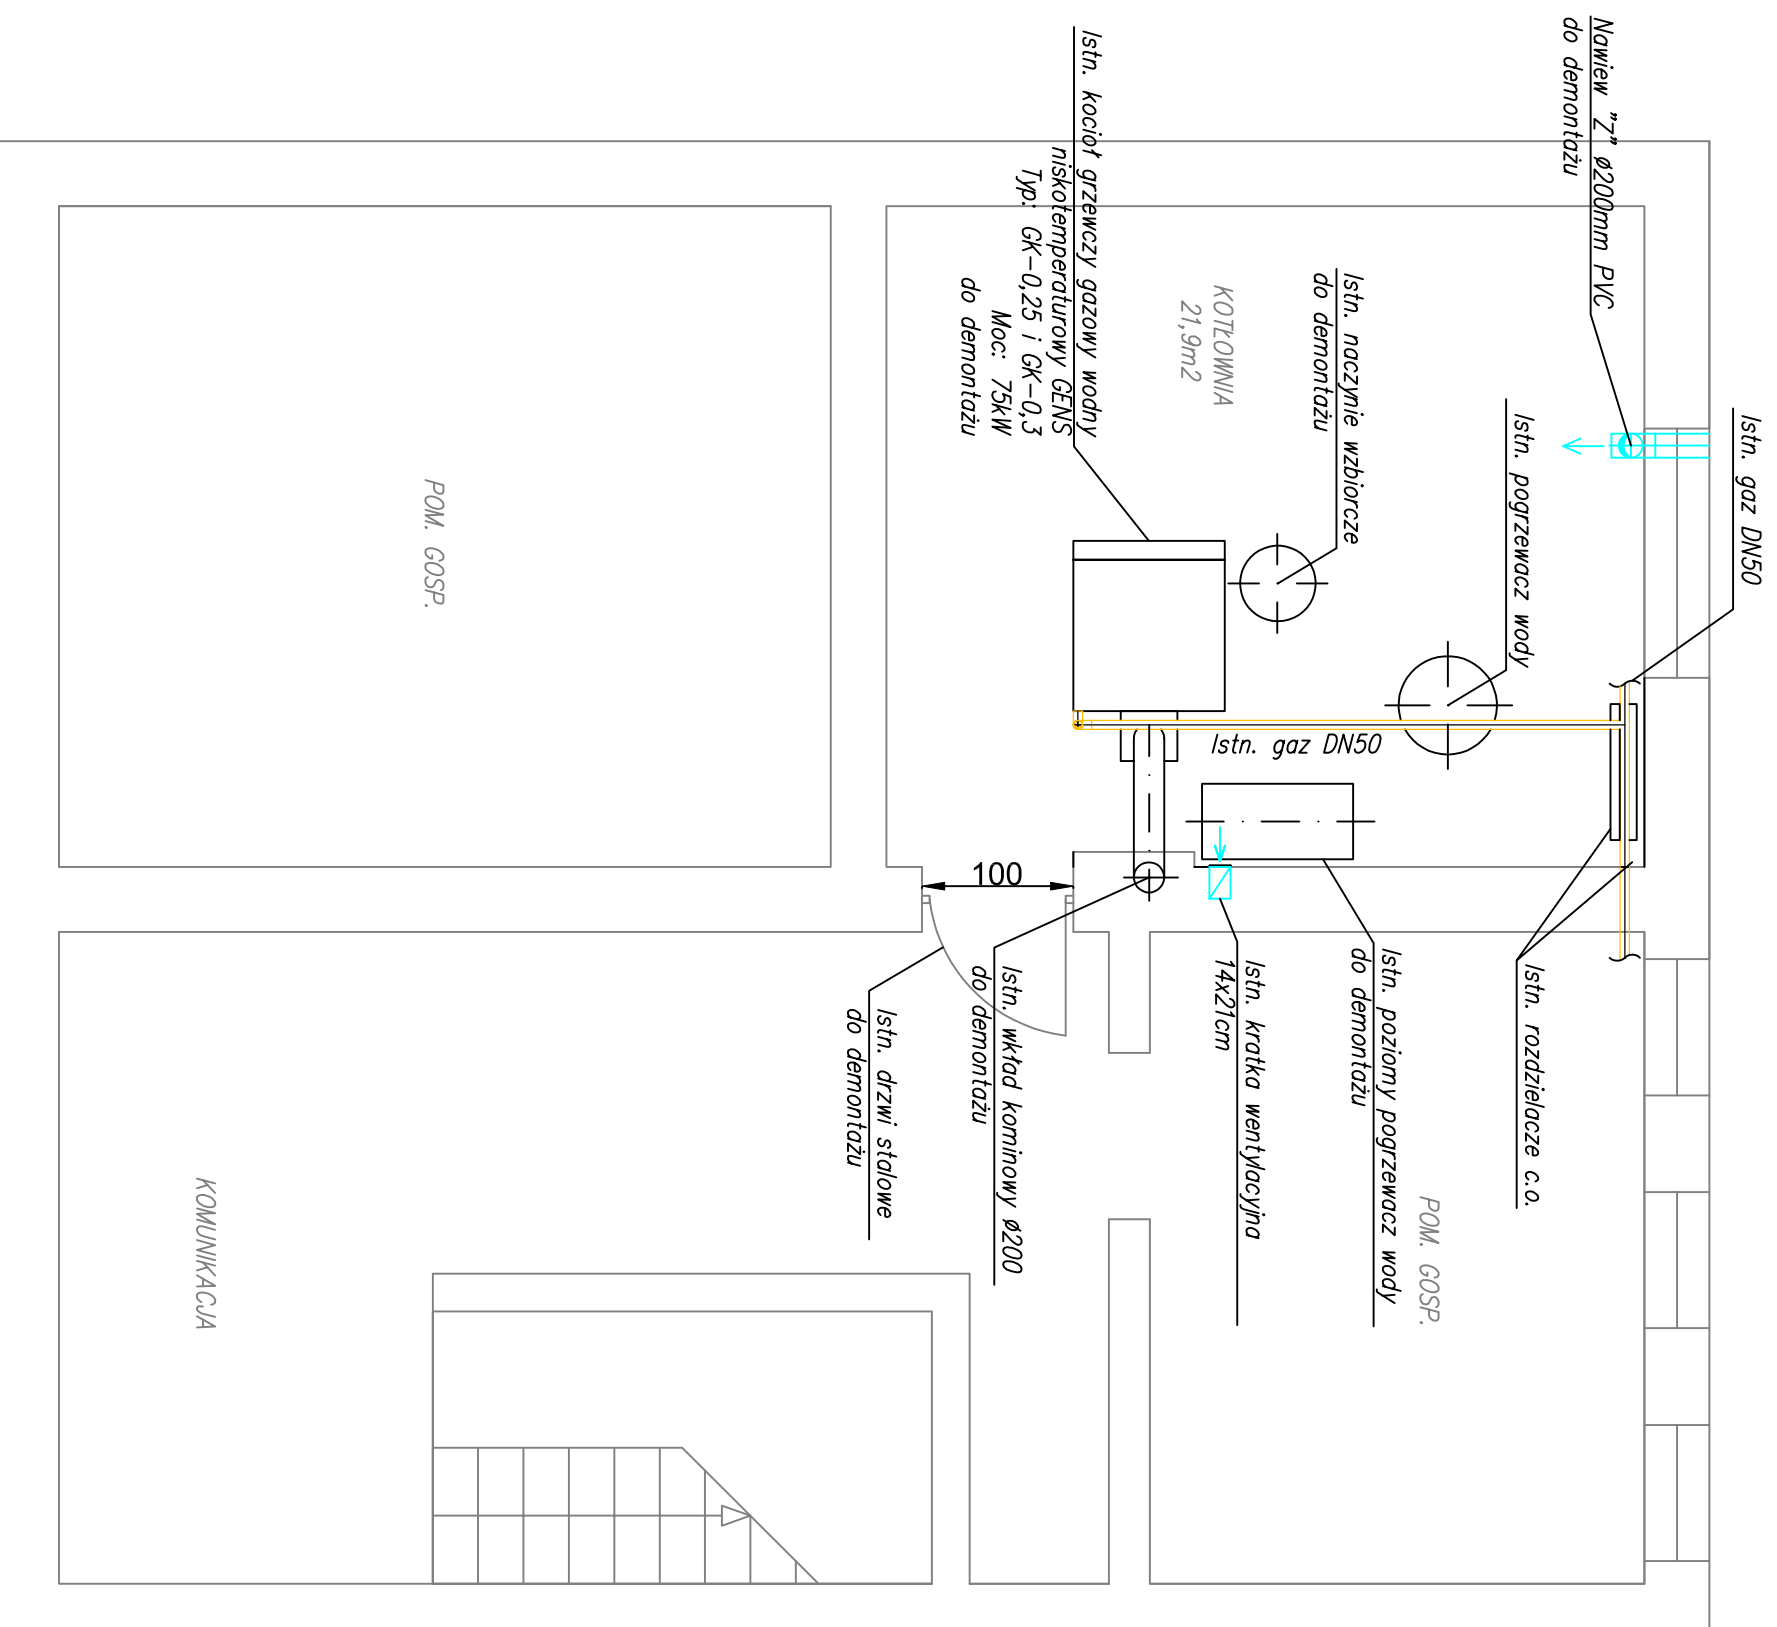 Nawiew "Z" ø200mm PVC
do demontażu
Istn. gaz DN50
Istn. pogrzewacz wody
Istn. naczynie wzbiorcze
do demontażu
KOTŁOWNIA
21,9m2
Istn. kocioł grzewczy gazowy wodny
niskotemperaturowy GENS
Typ: GK-0,25 i GK-0,3
Moc: 75kW
do demontażu
POM. GOSP.
Istn. gaz DN50
100
Istn. rozdzielacze c.o.
Istn. poziomy pogrzewacz wody
do demontażu
Istn. kratka wentylacyjna
14x21cm
Istn. wkład kominowy ø200
do demontażu
Istn. drzwi stalowe
do demontażu
POM. GOSP.
KOMUNIKACJA